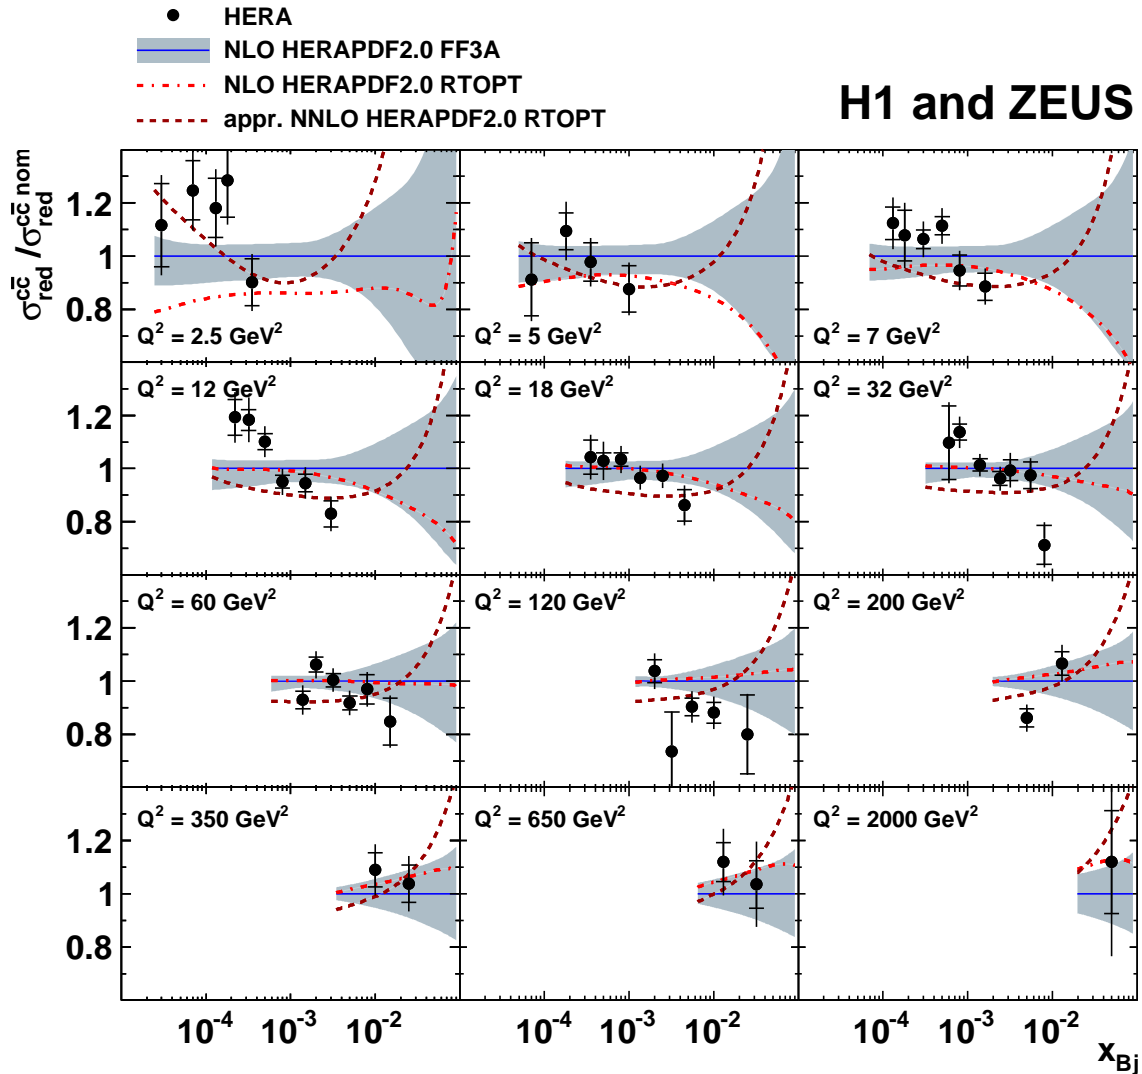 HERA
NLO HERAPDF2.0 FF3A
NLO HERAPDF2.0 RTOPT
appr. NNLO HERAPDF2.0 RTOPT
H1 and ZEUS
σ_red^{cc̄} / σ_red^{cc̄ nom}
1.2
1
0.8
Q² = 2.5 GeV²
Q² = 5 GeV²
Q² = 7 GeV²
1.2
1
0.8
Q² = 12 GeV²
Q² = 18 GeV²
Q² = 32 GeV²
1.2
1
0.8
Q² = 60 GeV²
Q² = 120 GeV²
Q² = 200 GeV²
1.2
1
0.8
Q² = 350 GeV²
Q² = 650 GeV²
Q² = 2000 GeV²
10⁻⁴ 10⁻³ 10⁻² 10⁻⁴ 10⁻³ 10⁻² 10⁻⁴ 10⁻³ 10⁻²
x_Bj